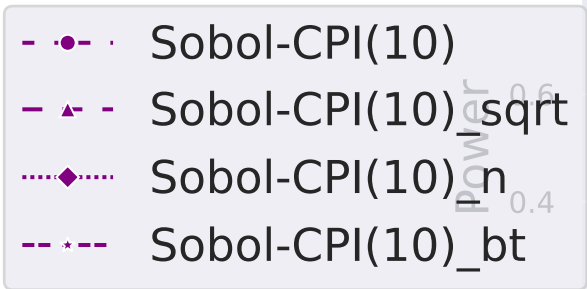 Sobol-CPI(10)
Sobol-CPI(10)_sqrt
Sobol-CPI(10)_n
Sobol-CPI(10)_bt
Power
0.6
0.4